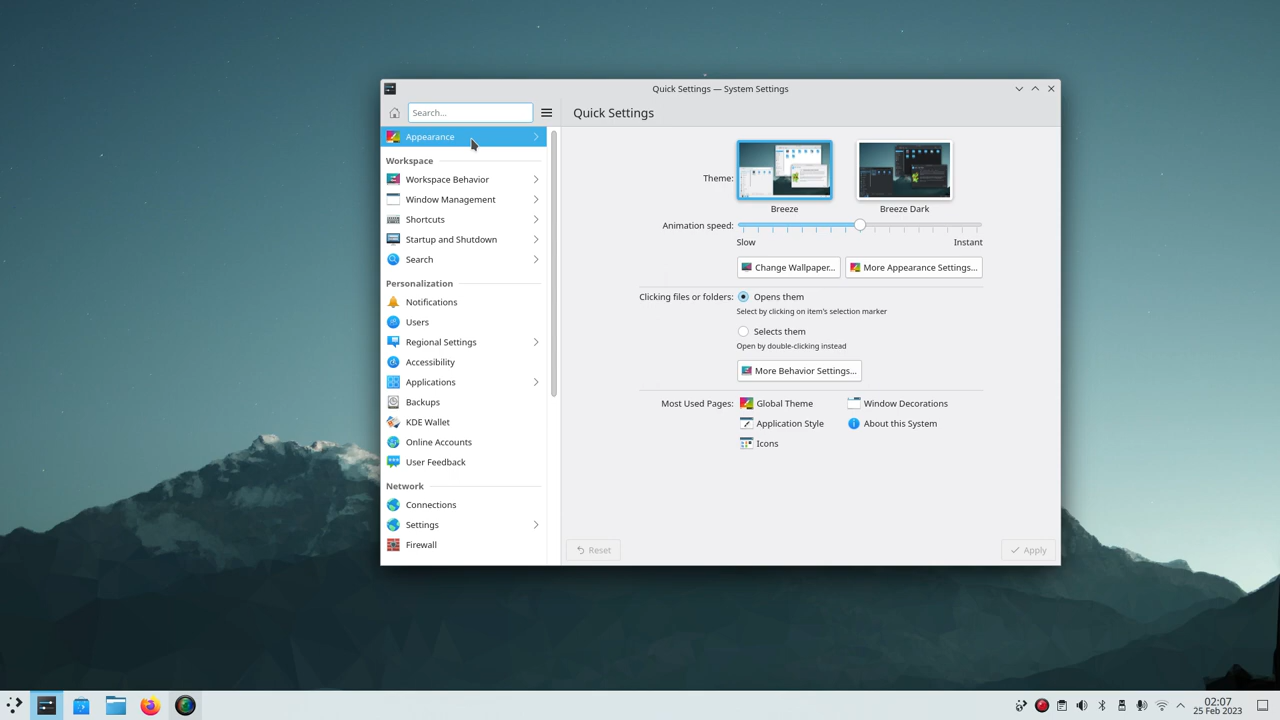 Quick Settings — System Settings
Search...
Quick Settings
Appearance
Workspace
Workspace Behavior
Window Management
Shortcuts
Startup and Shutdown
Search
Personalization
Notifications
Users
Regional Settings
Accessibility
Applications
Backups
KDE Wallet
Online Accounts
User Feedback
Network
Connections
Settings
Firewall
Theme:
Breeze
Breeze Dark
Animation speed:
Slow
Instant
Change Wallpaper...
More Appearance Settings...
Clicking files or folders:
Opens them
Select by clicking on item's selection marker
Selects them
Open by double-clicking instead
More Behavior Settings...
Most Used Pages:
Global Theme
Window Decorations
Application Style
About this System
Icons
Reset
Apply
02:07
25 Feb 2023